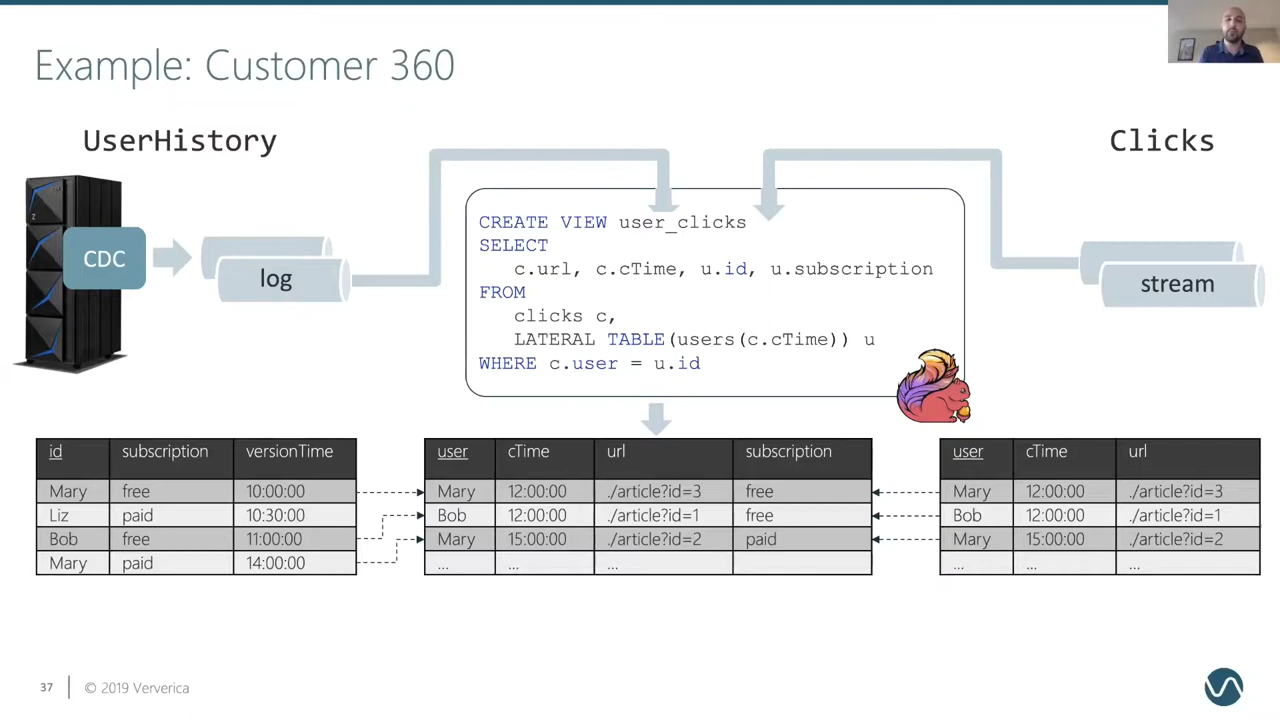 Example: Customer 360
UserHistory
Clicks
CDC
log
stream
CREATE VIEW user_clicks
SELECT
c.url, c.cTime, u.id, u.subscription
FROM
clicks c,
LATERAL TABLE(users(c.cTime)) u
WHERE c.user = u.id
id subscription versionTime
Mary free 10:00:00
Liz paid 10:30:00
Bob free 11:00:00
Mary paid 14:00:00
user cTime url subscription
Mary 12:00:00 ./article?id=3 free
Bob 12:00:00 ./article?id=1 free
Mary 15:00:00 ./article?id=2 paid
... ... ...
user cTime url
Mary 12:00:00 ./article?id=3
Bob 12:00:00 ./article?id=1
Mary 15:00:00 ./article?id=2
... ... ...
37 © 2019 Ververica